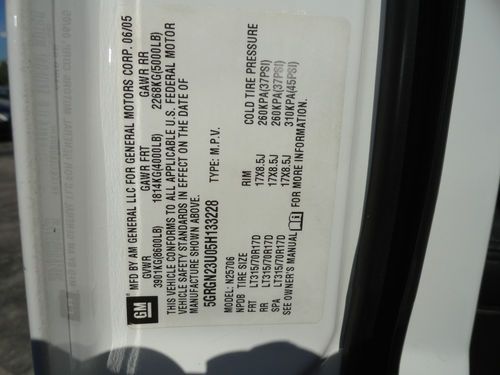 GM
MFD BY AM GENERAL LLC FOR GENERAL MOTORS CORP. 06/05
GVWR GAWR FRT GAWR RR
3901KG(8600LB) 1814KG(4000LB) 2268KG(5000LB)
THIS VEHICLE CONFORMS TO ALL APPLICABLE U.S. FEDERAL MOTOR
VEHICLE SAFETY STANDARDS IN EFFECT ON THE DATE OF
MANUFACTURE SHOWN ABOVE.
5GRGN23U05H133228 TYPE: M.P.V.
MODEL: N25706
NPDB TIRE SIZE RIM COLD TIRE PRESSURE
FRT LT315/70R17D 17X8.5J 260KPA(37PSI)
RR LT315/70R17D 17X8.5J 260KPA(37PSI)
SPA LT315/70R17D 17X8.5J 310KPA(45PSI)
SEE OWNER'S MANUAL FOR MORE INFORMATION.